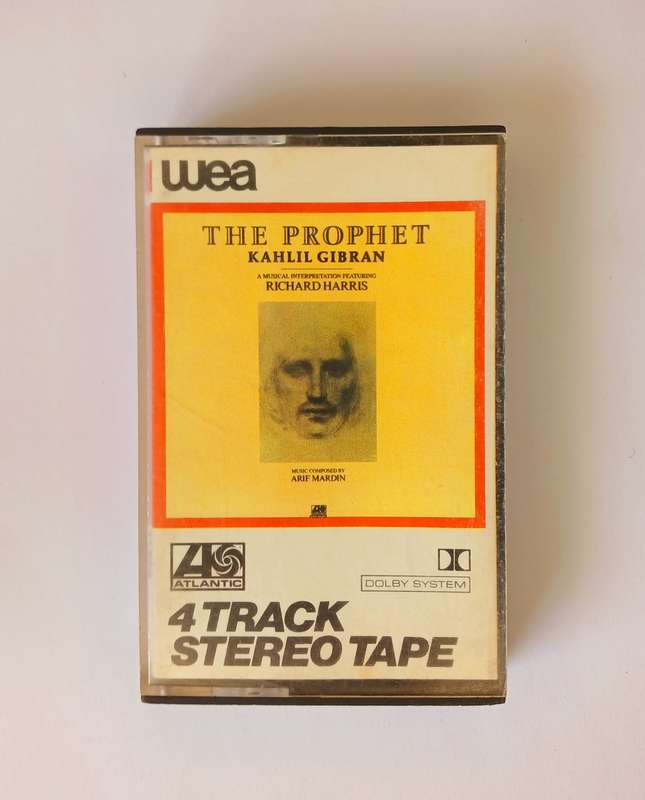 wea
THE PROPHET
KAHLIL GIBRAN
A MUSICAL INTERPRETATION FEATURING
RICHARD HARRIS
MUSIC COMPOSED BY
ARIF MARDIN
ATLANTIC
DOLBY SYSTEM
4 TRACK
STEREO TAPE